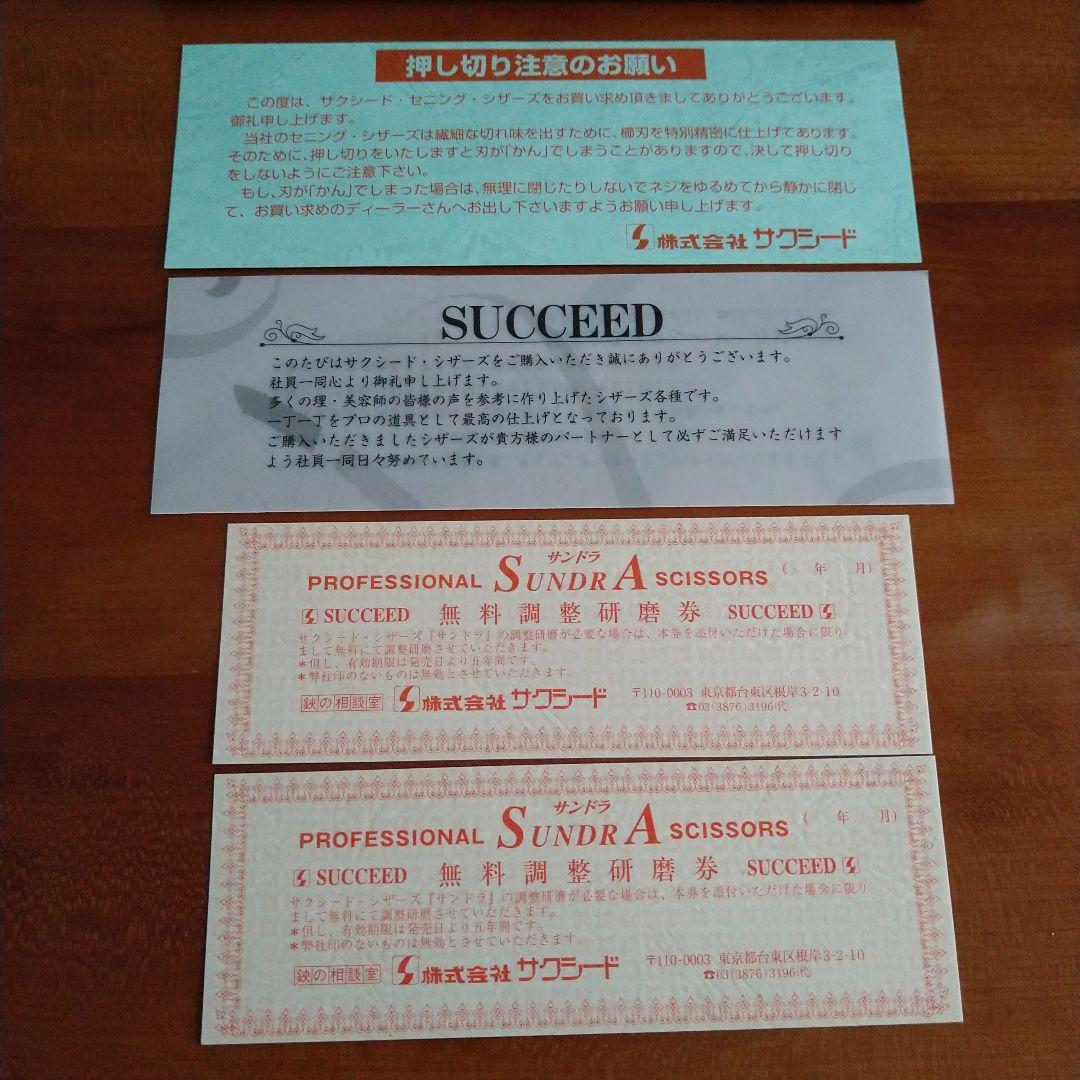 押し切り注意のお願い
この度は、サクシード・セニング・シザーズをお買い求め頂きましてありがとうございます。
御礼申し上げます。
当社のセニング・シザーズは繊細な切れ味を出すために、櫛刃を特別精密に仕上げてあります。
そのために、押し切りをいたしますと刃が「かん」でしまうことがありますので、決して押し切り
をしないようにご注意下さい。
もし、刃が「かん」でしまった場合は、無理に閉じたりしないでネジをゆるめてから静かに閉じ
て、お買い求めのディーラーさんへお出し下さいますようお願い申し上げます。
株式会社 サクシード
SUCCEED
このたびはサクシード・シザーズをご購入いただき誠にありがとうございます。
社員一同心より御礼申し上げます。
多くの理・美容師の皆様の声を参考に作り上げたシザーズ各種です。
一丁一丁をプロの道具として最高の仕上げとなっております。
ご購入いただきましたシザーズが貴方様のパートナーとして必ずご満足いただけます
よう社員一同日々努めています。
サンドラ
PROFESSIONAL SUNDRA SCISSORS ( 年 月)
SUCCEED 無料調整研磨券 SUCCEED
サクシード・シザーズ『サンドラ』の調整研磨が必要な場合は、本券を添付いただけた場合に限り
まして無料にて調整研磨させていただきます。
*但し、有効期限は発売日より五年間です。
*弊社印のないものは無効とさせていただきます。
鋏の相談室 株式会社 サクシード 〒110-0003 東京都台東区根岸3-2-10
☎03(3876)3196(代)
サンドラ
PROFESSIONAL SUNDRA SCISSORS ( 年 月)
SUCCEED 無料調整研磨券 SUCCEED
サクシード・シザーズ『サンドラ』の調整研磨が必要な場合は、本券を添付いただけた場合に限り
まして無料にて調整研磨させていただきます。
*但し、有効期限は発売日より五年間です。
*弊社印のないものは無効とさせていただきます。
鋏の相談室 株式会社 サクシード 〒110-0003 東京都台東区根岸3-2-10
☎03(3876)3196(代)